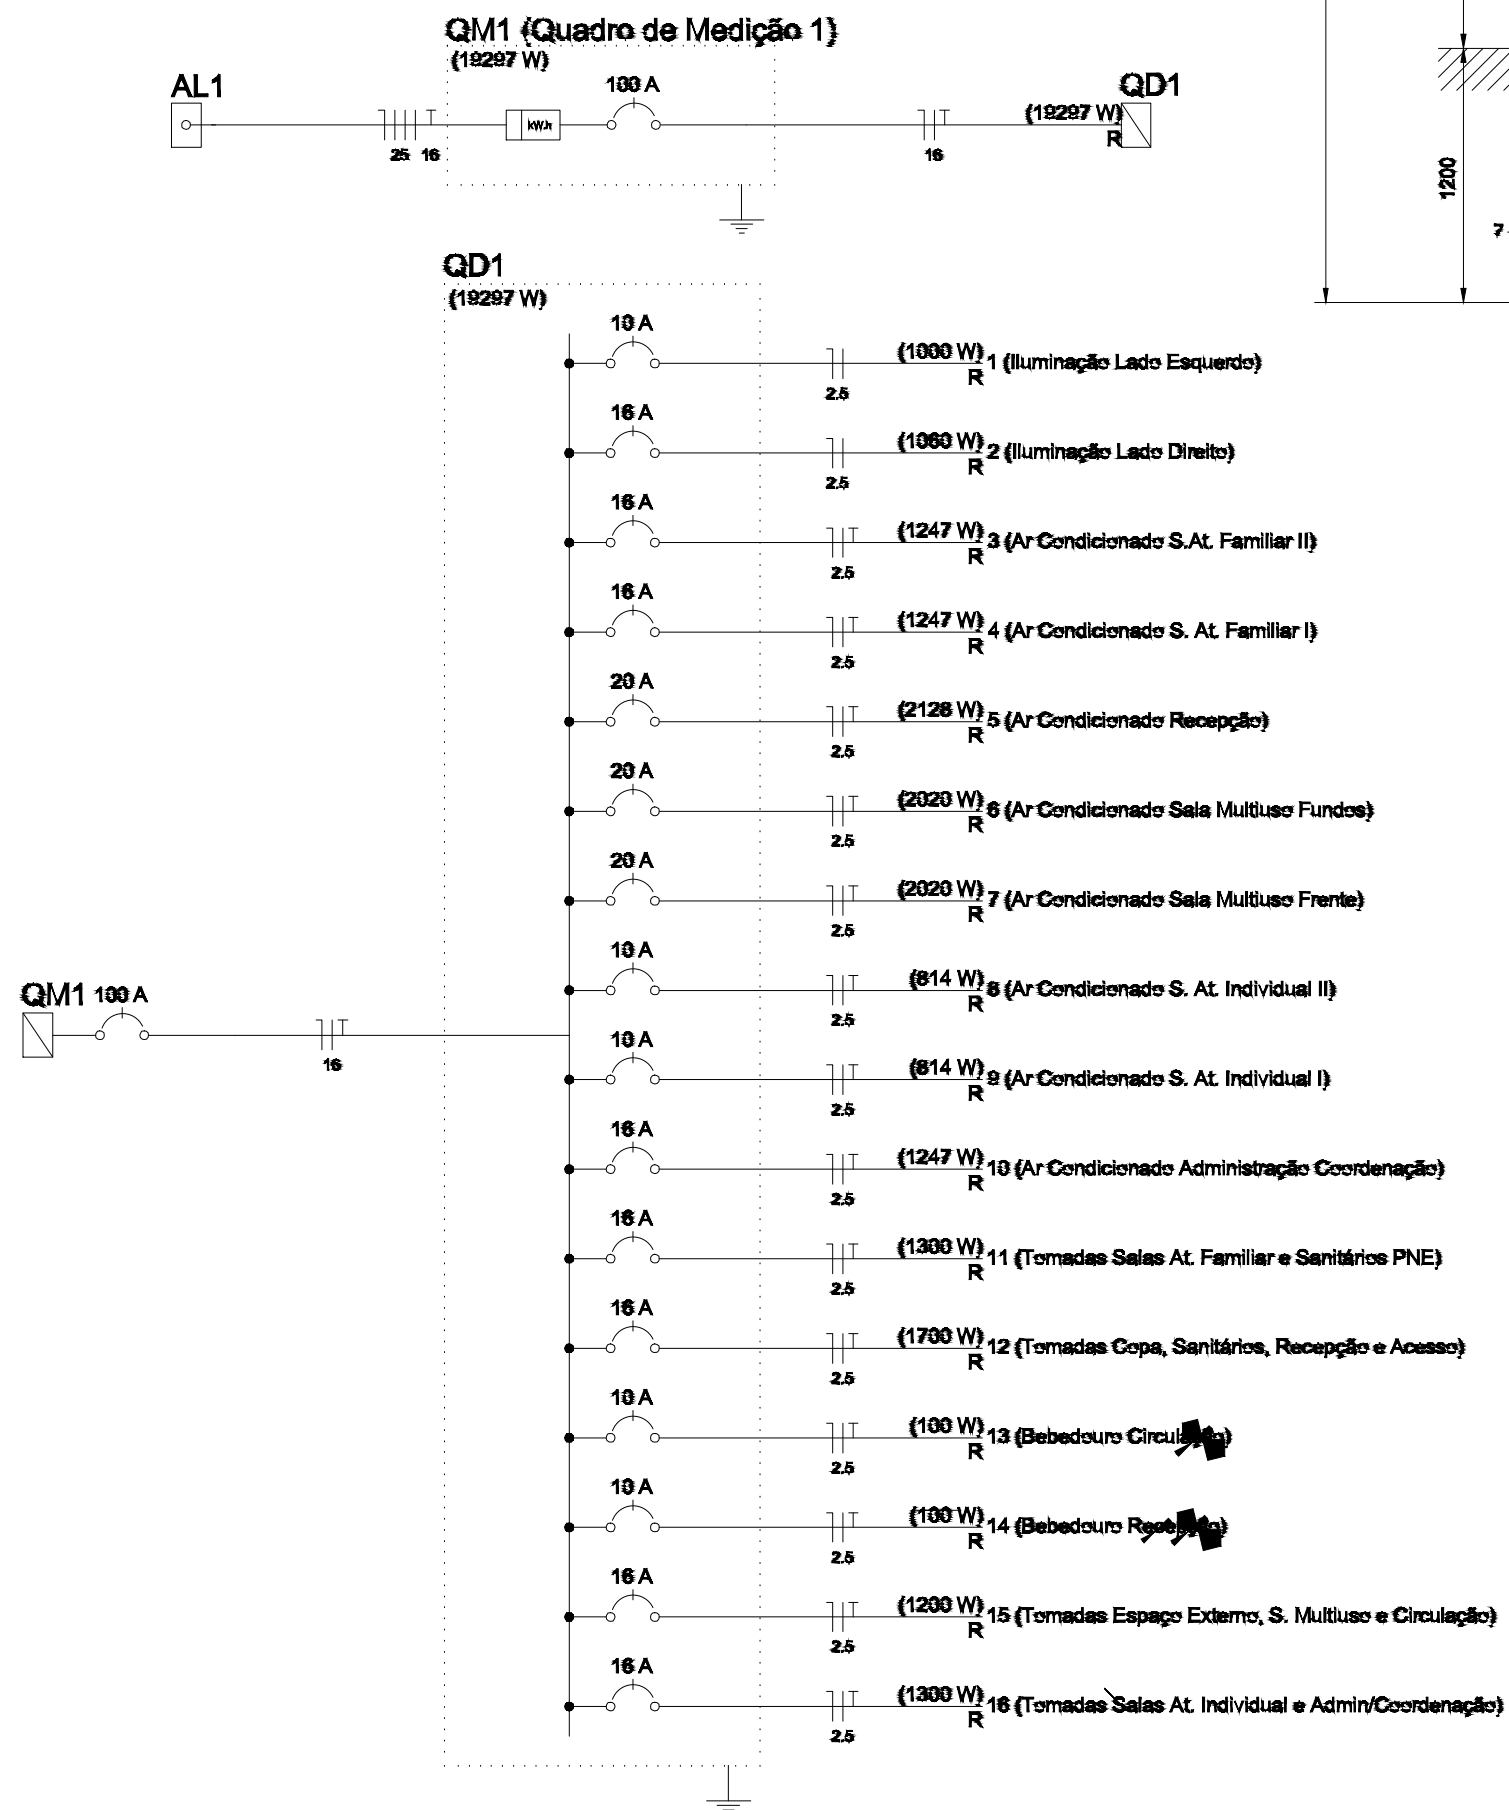 QM1 (Quadro de Medição 1)
(19297 W)
AL1
100 A
QD1
kW.h
(19297 W)
R
25 16
16
1200
7
QD1
(19297 W)
10 A
(1000 W)
1 (Iluminação Lado Esquerdo)
R
2.5
16 A
(1060 W)
2 (Iluminação Lado Direito)
R
2.5
16 A
(1247 W)
3 (Ar Condicionado S.At. Familiar II)
R
2.5
16 A
(1247 W)
4 (Ar Condicionado S. At. Familiar I)
R
2.5
20 A
(2128 W)
5 (Ar Condicionado Recepção)
R
2.5
20 A
(2020 W)
6 (Ar Condicionado Sala Multiuso Fundos)
R
2.5
20 A
(2020 W)
7 (Ar Condicionado Sala Multiuso Frente)
R
2.5
10 A
(814 W)
8 (Ar Condicionado S. At. Individual II)
R
2.5
QM1 100 A
16
10 A
(814 W)
9 (Ar Condicionado S. At. Individual I)
R
2.5
16 A
(1247 W)
10 (Ar Condicionado Administração Coordenação)
R
2.5
16 A
(1300 W)
11 (Tomadas Salas At. Familiar e Sanitários PNE)
R
2.5
16 A
(1700 W)
12 (Tomadas Copa, Sanitários, Recepção e Acesso)
R
2.5
10 A
(100 W)
13 (Bebedouro Circulação)
R
2.5
10 A
(100 W)
14 (Bebedouro Recepção)
R
2.5
16 A
(1200 W)
15 (Tomadas Espaço Externo, S. Multiuso e Circulação)
R
2.5
16 A
(1300 W)
16 (Tomadas Salas At. Individual e Admin/Coordenação)
R
2.5